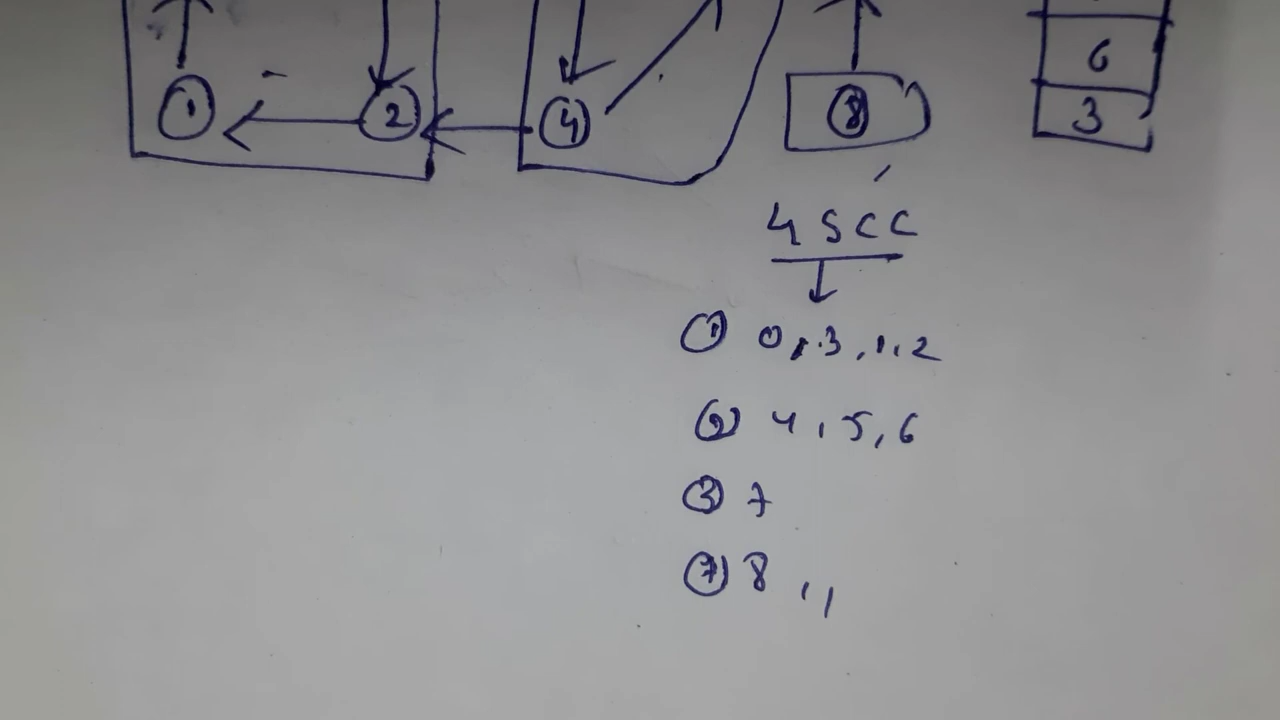 6
1 2 4 8 3
4 SCC
① 0, 3, 1, 2
② 4, 5, 6
③ 7
④ 8